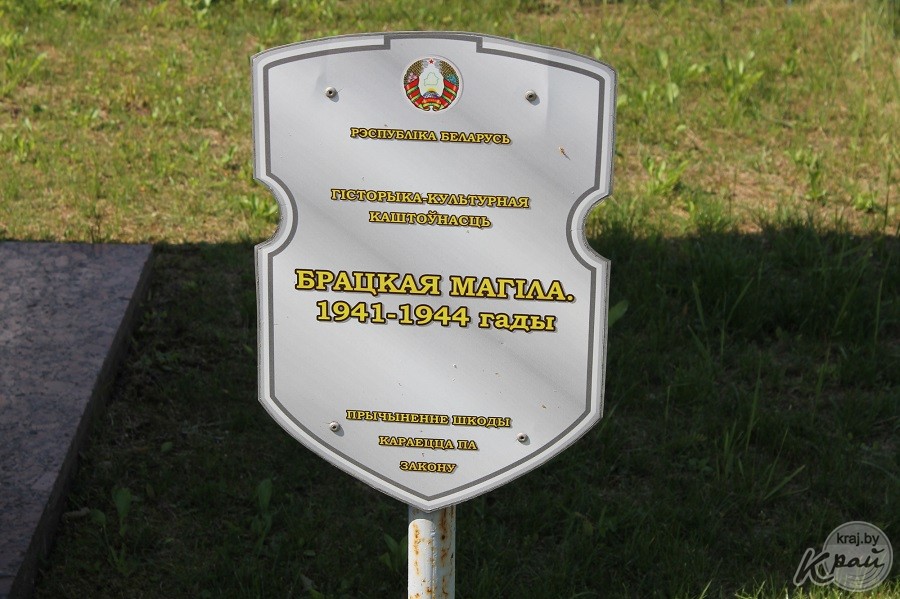 РЭСПУБЛІКА БЕЛАРУСЬ
ГІСТОРЫКА-КУЛЬТУРНАЯ
КАШТОЎНАСЦЬ
БРАЦКАЯ МАГІЛА.
1941-1944 гады
ПРЫЧЫНЕННЕ ШКОДЫ
КАРАЕЦЦА ПА
ЗАКОНУ
kraj.by
Край